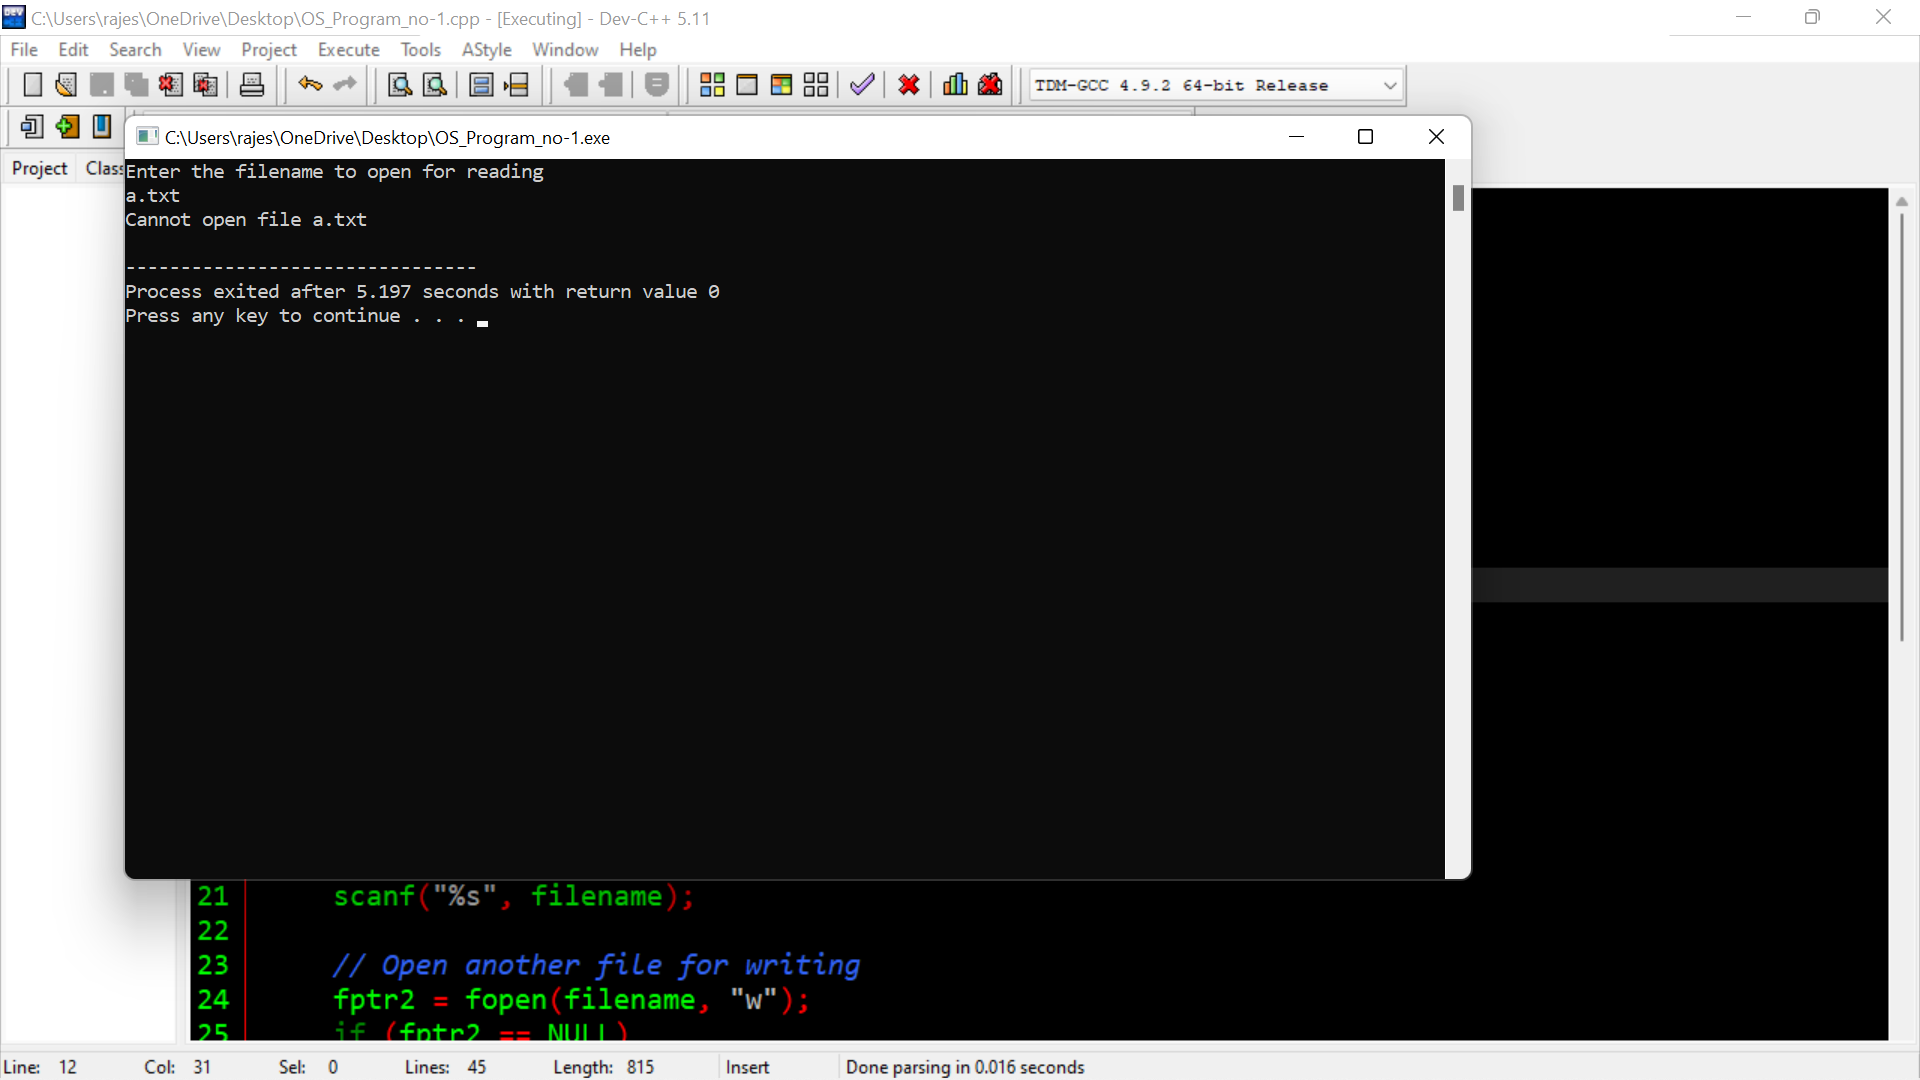 C:\Users\rajes\OneDrive\Desktop\OS_Program_no-1.cpp - [Executing] - Dev-C++ 5.11
File Edit Search View Project Execute Tools AStyle Window Help
TDM-GCC 4.9.2 64-bit Release
C:\Users\rajes\OneDrive\Desktop\OS_Program_no-1.exe
Project Class
Enter the filename to open for reading
a.txt
Cannot open file a.txt
--------------------------------
Process exited after 5.197 seconds with return value 0
Press any key to continue . . .
21 scanf("%s", filename);
22
23 // Open another file for writing
24 fptr2 = fopen(filename, "w");
25 if (fptr2 == NULL)
Line: 12 Col: 31 Sel: 0 Lines: 45 Length: 815 Insert Done parsing in 0.016 seconds